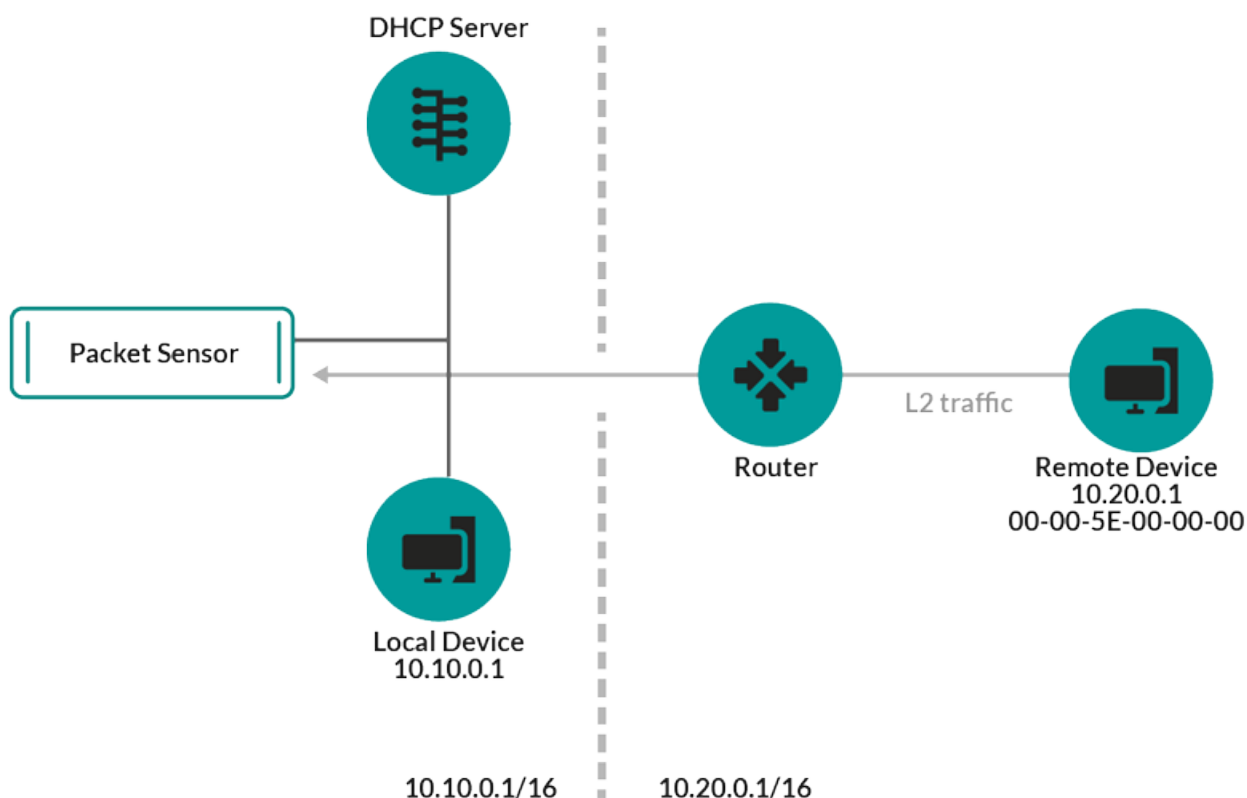 DHCP Server
Packet Sensor
L2 traffic
Router
Remote Device
10.20.0.1
00-00-5E-00-00-00
Local Device
10.10.0.1
10.10.0.1/16
10.20.0.1/16